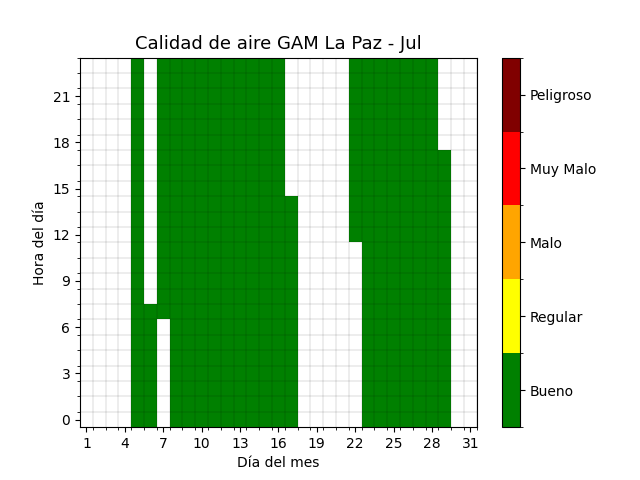 Calidad de aire GAM La Paz - Jul
Hora del día
21
18
15
12
9
6
3
0
1 4 7 10 13 16 19 22 25 28 31
Día del mes
Peligroso
Muy Malo
Malo
Regular
Bueno